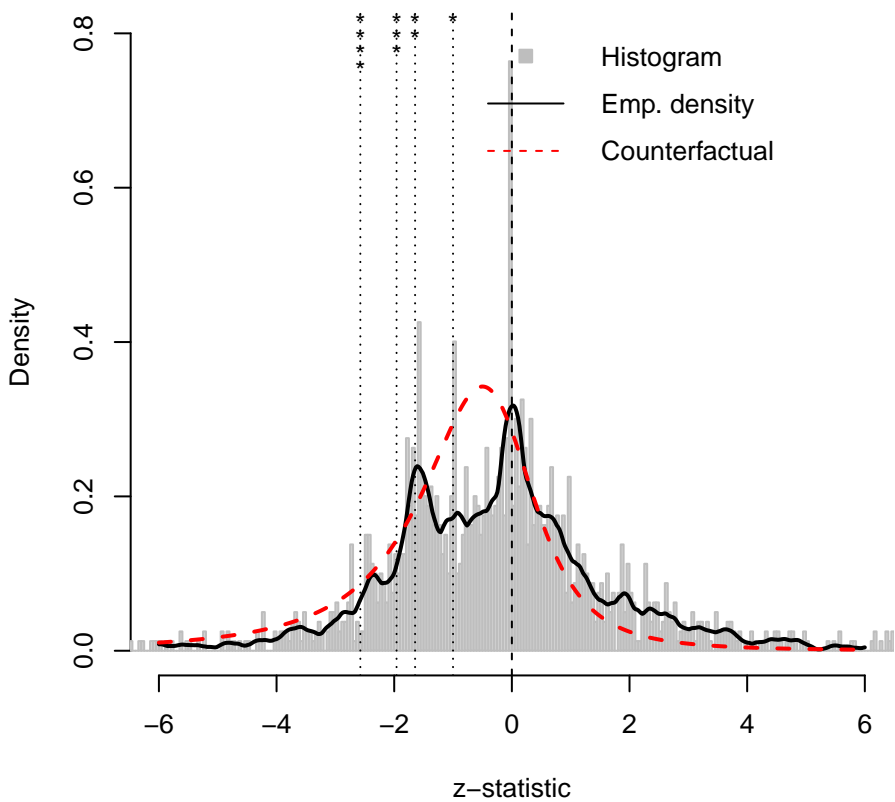 * * * *
* * *
* *
*
Histogram
Emp. density
Counterfactual
Density
0.8
0.6
0.4
0.2
0.0
−6 −4 −2 0 2 4 6
z−statistic